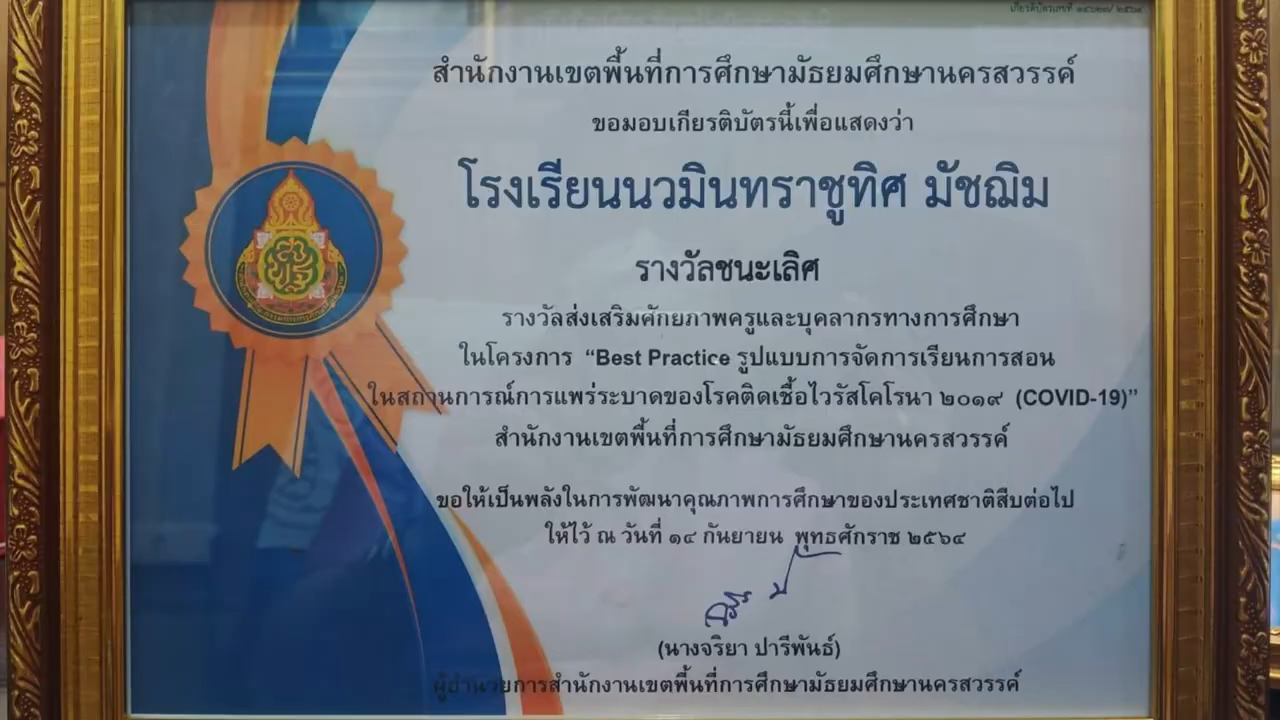 เกียรติบัตรเลขที่
สำนักงานเขตพื้นที่การศึกษามัธยมศึกษานครสวรรค์
ขอมอบเกียรติบัตรนี้เพื่อแสดงว่า
โรงเรียนนวมินทราชูทิศ มัชฌิม
รางวัลชนะเลิศ
รางวัลส่งเสริมศักยภาพครูและบุคลากรทางการศึกษา
ในโครงการ “Best Practice รูปแบบการจัดการเรียนการสอน
ในสถานการณ์การแพร่ระบาดของโรคติดเชื้อไวรัสโคโรนา ๒๐๑๙ (COVID-19)”
สำนักงานเขตพื้นที่การศึกษามัธยมศึกษานครสวรรค์
ขอให้เป็นพลังในการพัฒนาคุณภาพการศึกษาของประเทศชาติสืบต่อไป
ให้ไว้ ณ วันที่ ๑๔ กันยายน พุทธศักราช ๒๕๖๔
(นางจริยา ปารีพันธ์)
ผู้อำนวยการสำนักงานเขตพื้นที่การศึกษามัธยมศึกษานครสวรรค์